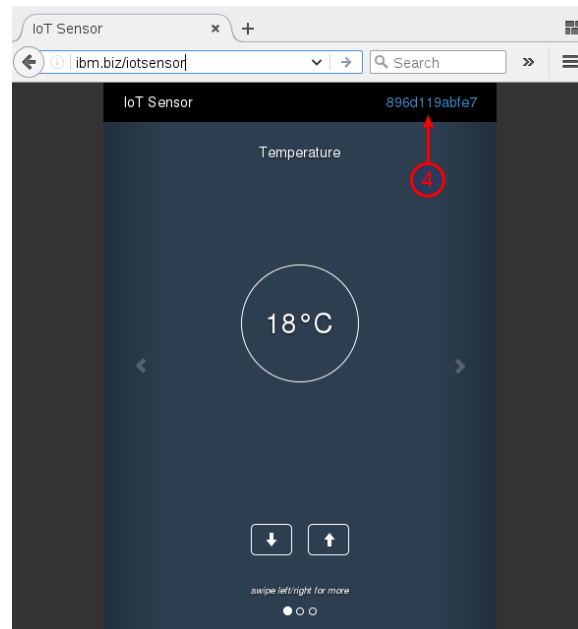 IoT Sensor
ibm.biz/iotsensor
Search
IoT Sensor 896d119abfe7
4
Temperature
18°C
swipe left/right for more